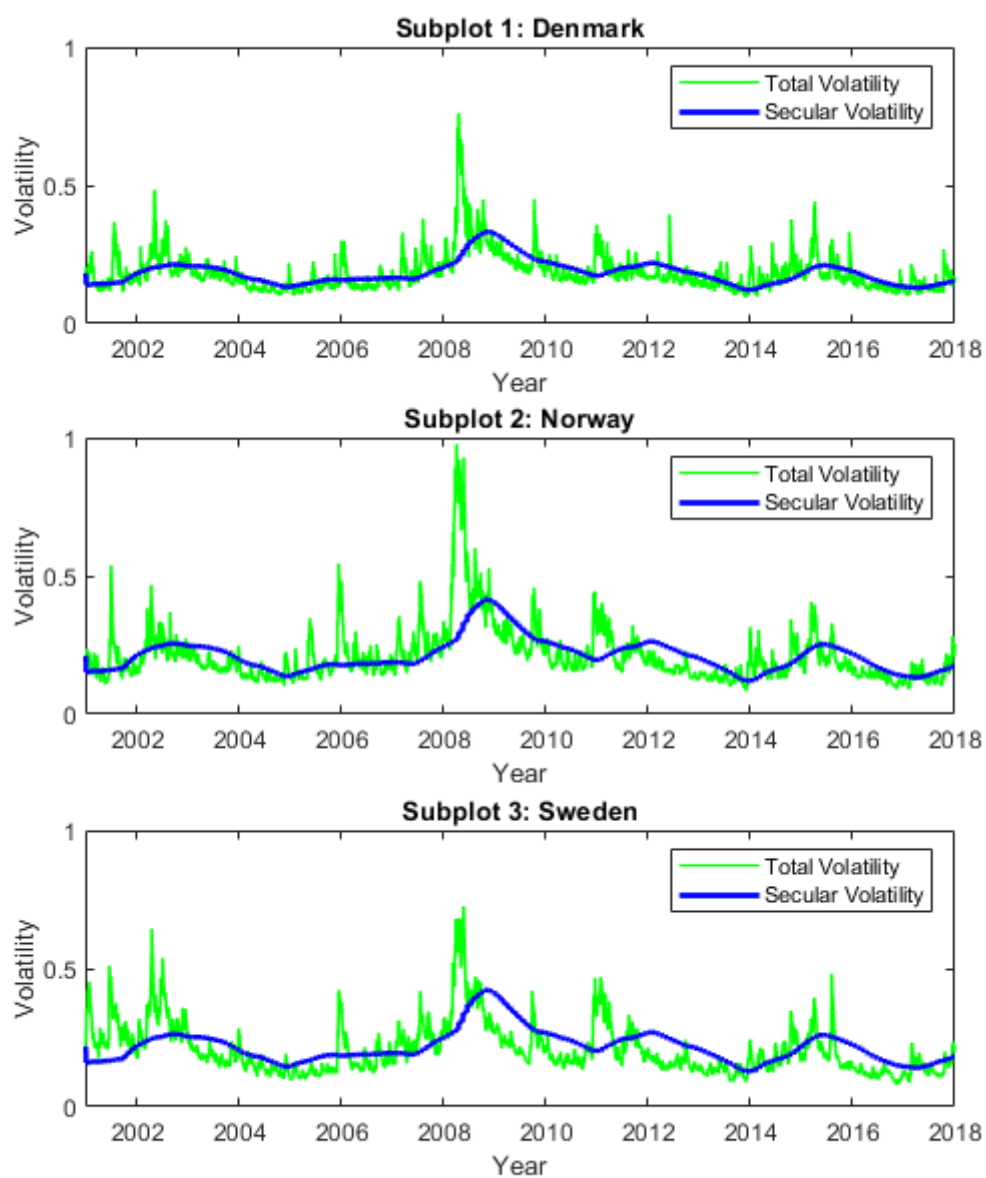 Subplot 1: Denmark
1
Total Volatility
Secular Volatility
Volatility
0.5
0
2002 2004 2006 2008 2010 2012 2014 2016 2018
Year
Subplot 2: Norway
1
Total Volatility
Secular Volatility
Volatility
0.5
0
2002 2004 2006 2008 2010 2012 2014 2016 2018
Year
Subplot 3: Sweden
1
Total Volatility
Secular Volatility
Volatility
0.5
0
2002 2004 2006 2008 2010 2012 2014 2016 2018
Year